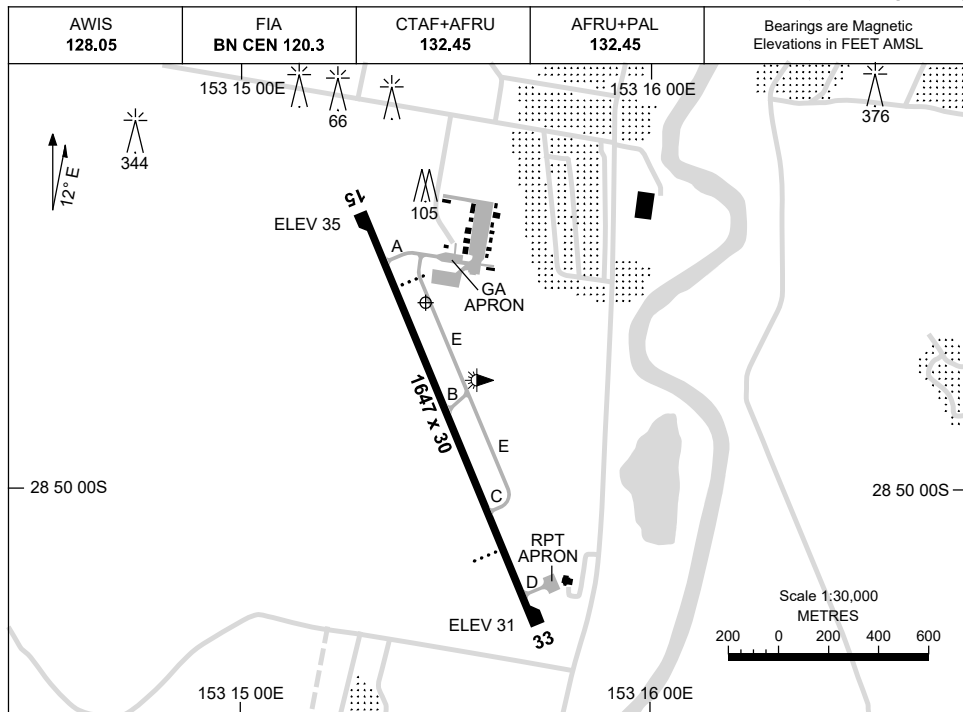 AWIS
128.05
FIA
BN CEN 120.3
CTAF+AFRU
132.45
AFRU+PAL
132.45
Bearings are Magnetic
Elevations in FEET AMSL
153 15 00E
153 16 00E
66
376
344
12° E
105
15
ELEV 35
A
GA
APRON
E
B
1647 x 30
E
28 50 00S
28 50 00S
C
RPT
APRON
D
ELEV 31
33
Scale 1:30,000
METRES
200 0 200 400 600
153 15 00E
153 16 00E